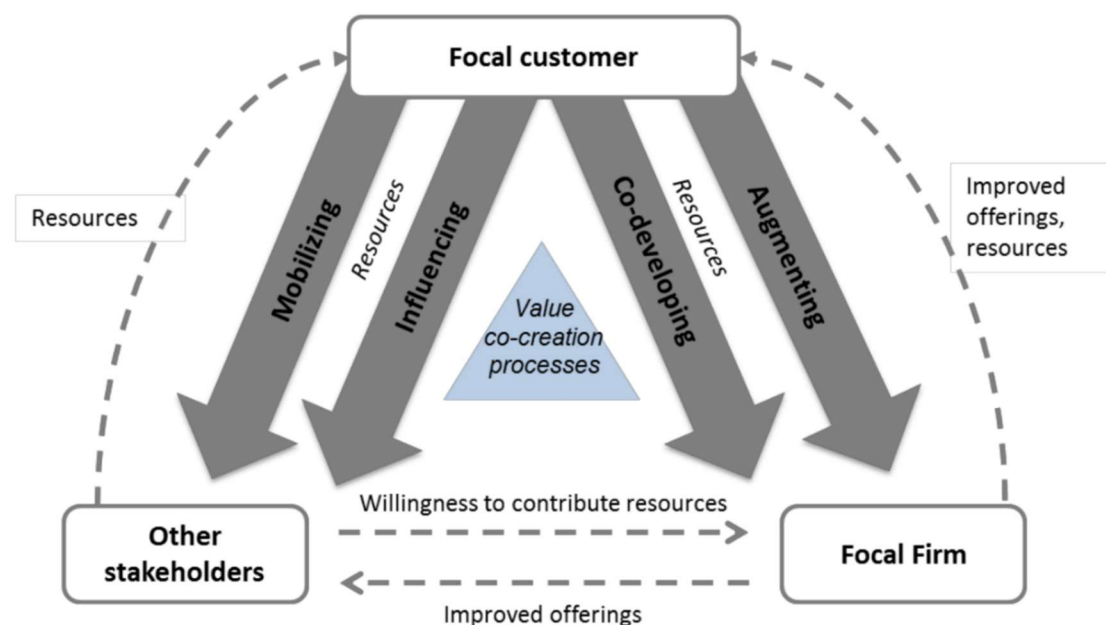 Focal customer
Resources
Mobilizing
Resources
Influencing
Co-developing
Resources
Augmenting
Improved
offerings,
resources
Value
co-creation
processes
Other
stakeholders
Willingness to contribute resources
Improved offerings
Focal Firm